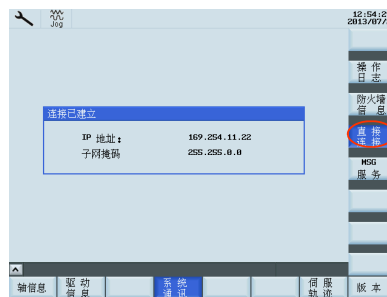 Jog
12:54:2
2013/07/
操 作
日 志
防火墙
信 息
连接已建立
IP 地址：
169.254.11.22
子网掩码
255.255.0.0
直 接
连 接
MSG
服 务
轴信息
驱 动
信 息
系 统
通 讯
伺 服
轨 迹
版 本